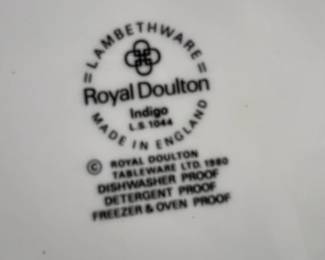 =LAMBETHWARE=
Royal Doulton
Indigo
L.S.1044
MADE IN ENGLAND
© ROYAL DOULTON
TABLEWARE LTD. 1980
DISHWASHER PROOF
DETERGENT PROOF
FREEZER & OVEN PROOF